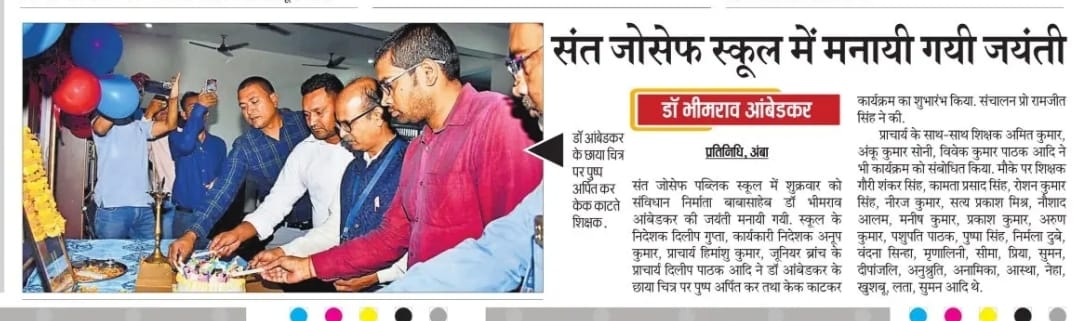 संत जोसेफ स्कूल में मनायी गयी जयंती
डॉ आंबेडकर
के छाया चित्र
पर पुष्प
अर्पित कर
केक काटते
शिक्षक.
डॉ भीमराव आंबेडकर
प्रतिनिधि, अंबा
संत जोसेफ पब्लिक स्कूल में शुक्रवार को
संविधान निर्माता बाबासाहेब डॉ भीमराव
आंबेडकर की जयंती मनायी गयी. स्कूल के
निदेशक दिलीप गुप्ता, कार्यकारी निदेशक अनूप
कुमार, प्राचार्य हिमांशु कुमार, जूनियर ब्रांच के
प्राचार्य दिलीप पाठक आदि ने डॉ आंबेडकर के
छाया चित्र पर पुष्प अर्पित कर तथा केक काटकर
कार्यक्रम का शुभारंभ किया. संचालन प्रो रामजीत
सिंह ने की.
प्राचार्य के साथ-साथ शिक्षक अमित कुमार,
अंकू कुमार सोनी, विवेक कुमार पाठक आदि ने
भी कार्यक्रम को संबोधित किया. मौके पर शिक्षक
गौरी शंकर सिंह, कामता प्रसाद सिंह, रोशन कुमार
सिंह, नीरज कुमार, सत्य प्रकाश मिश्र, नौशाद
आलम, मनीष कुमार, प्रकाश कुमार, अरुण
कुमार, पशुपति पाठक, पुष्पा सिंह, निर्मला दुबे,
वंदना सिन्हा, मृणालिनी, सीमा, प्रिया, सुमन,
दीपांजलि, अनुश्रुति, अनामिका, आस्था, नेहा,
खुशबू, लता, सुमन आदि थे.